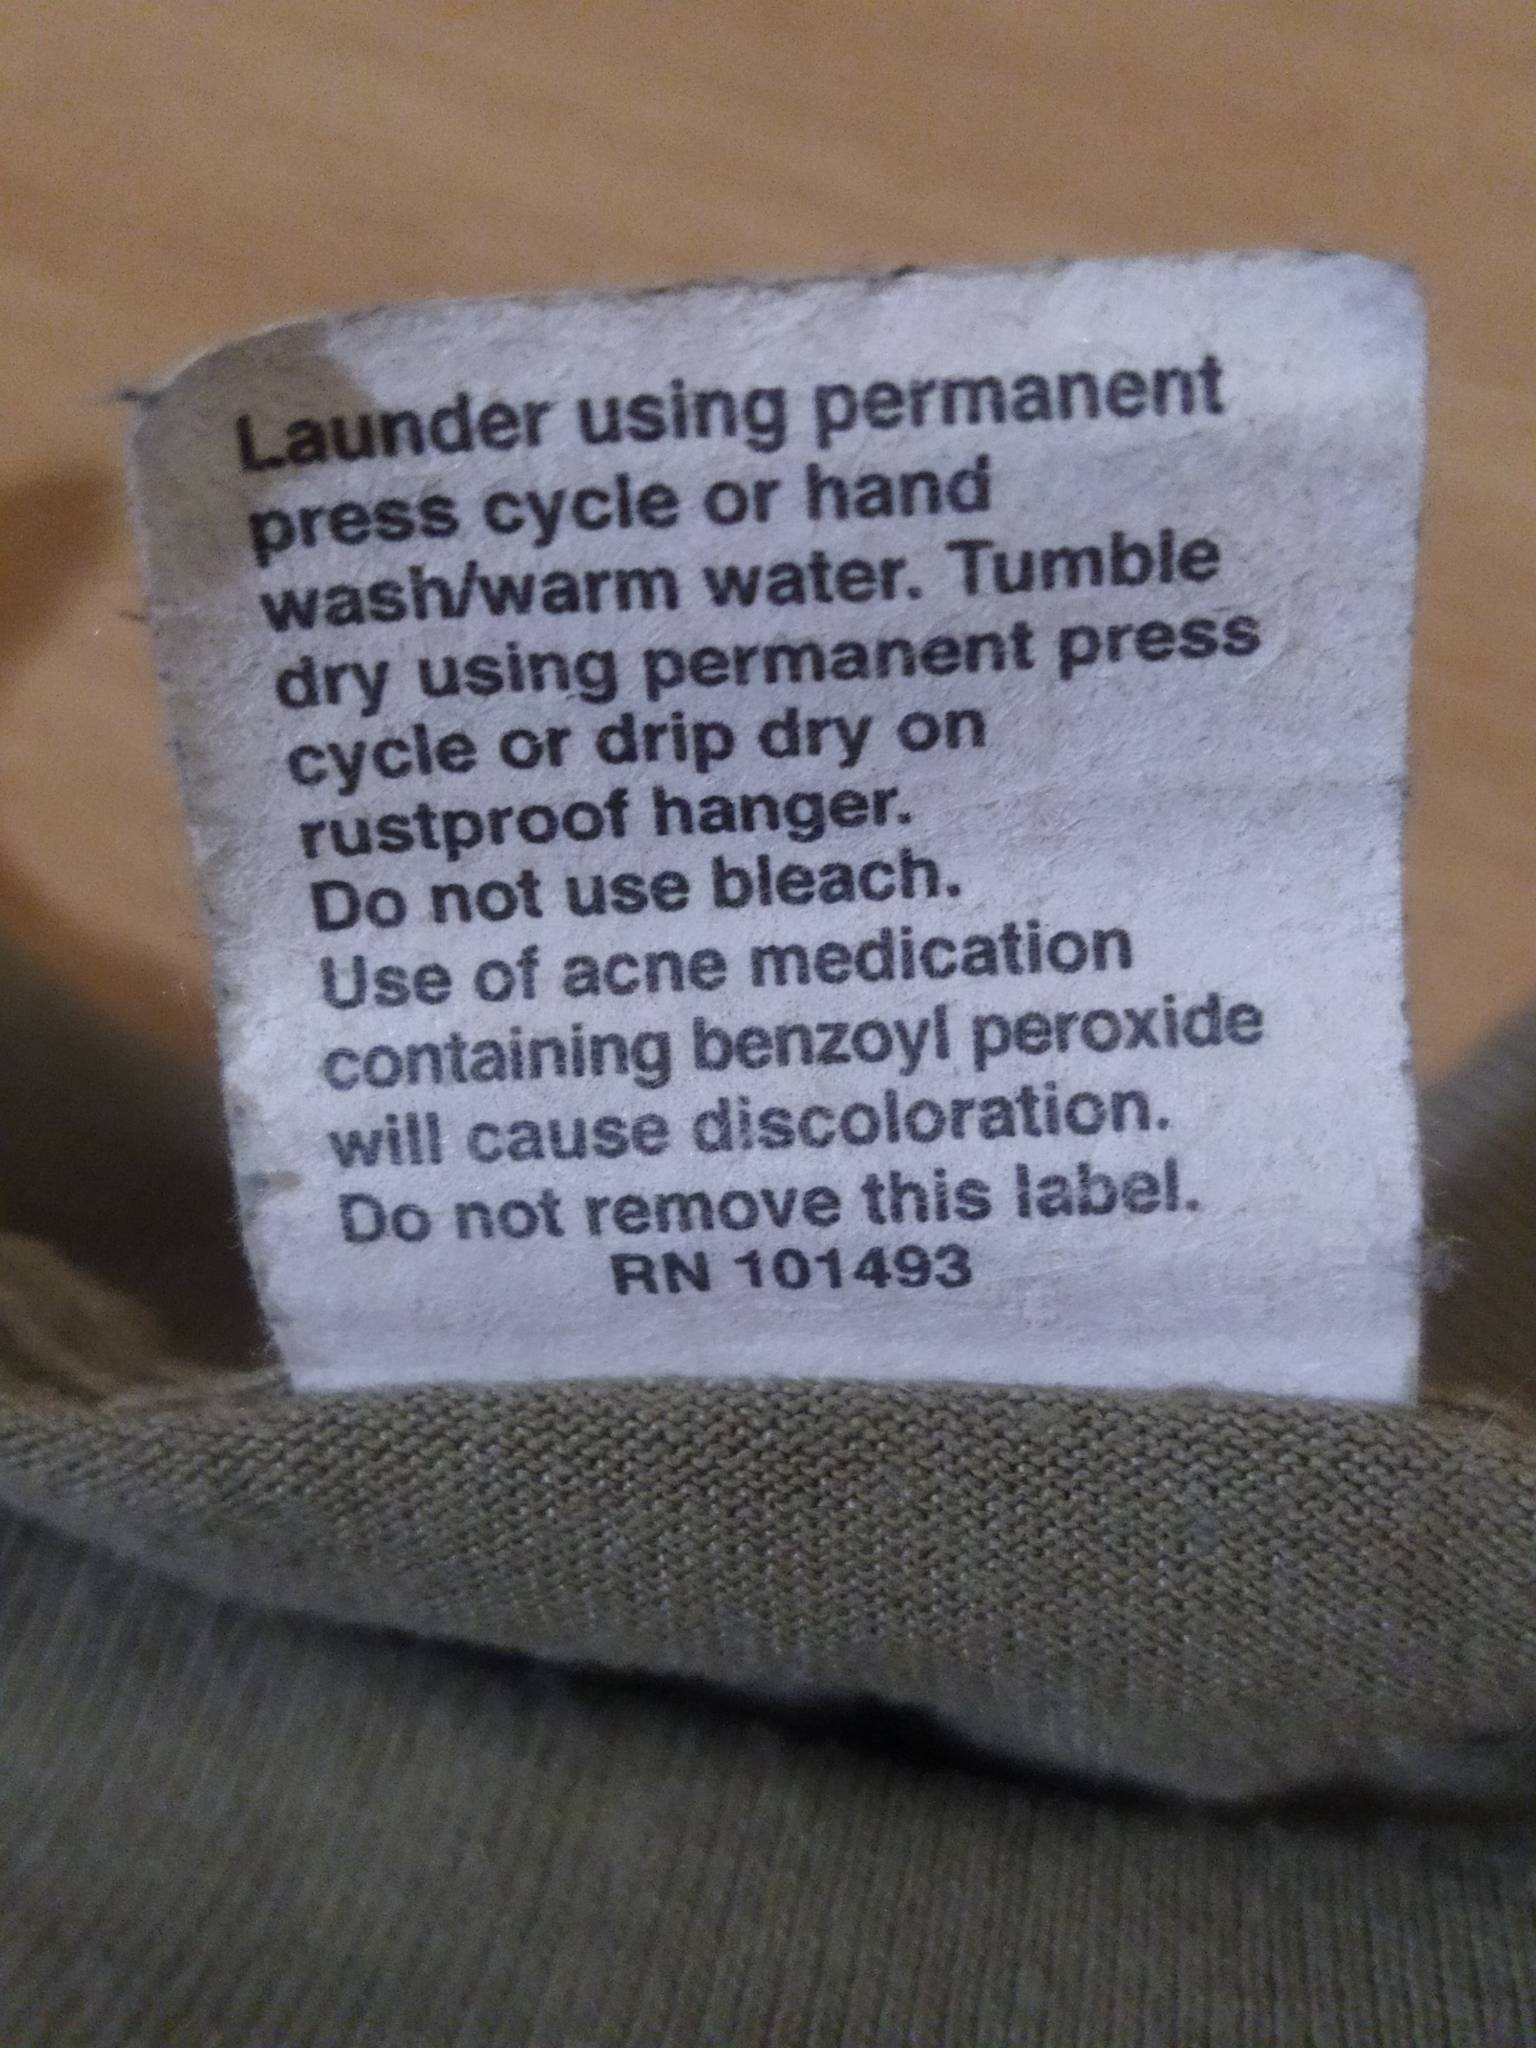 Launder using permanent
press cycle or hand
wash/warm water. Tumble
dry using permanent press
cycle or drip dry on
rustproof hanger.
Do not use bleach.
Use of acne medication
containing benzoyl peroxide
will cause discoloration.
Do not remove this label.
RN 101493